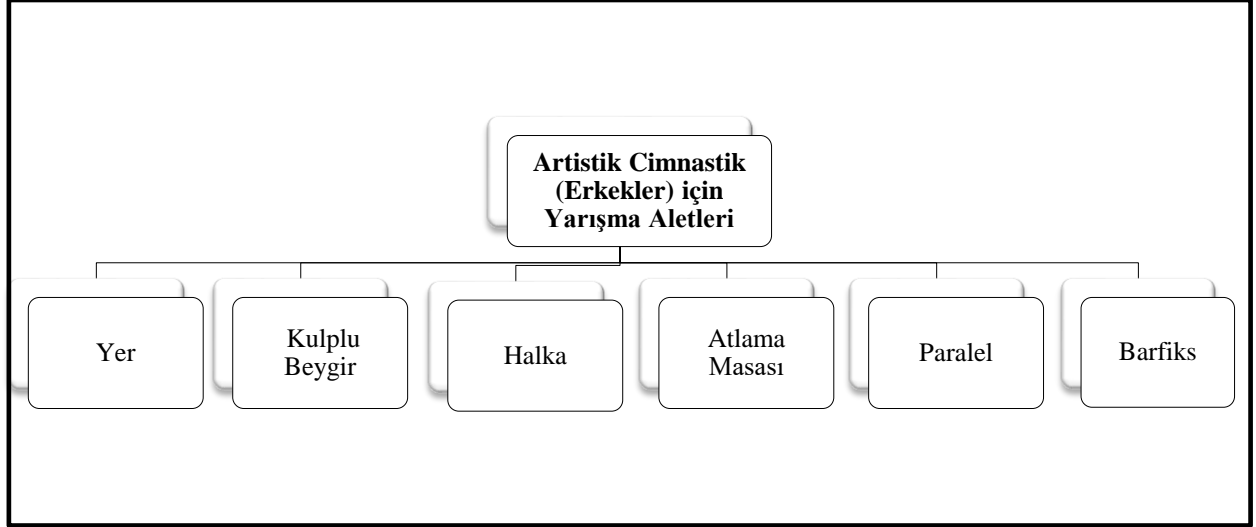 Artistik Cimnastik
(Erkekler) için
Yarışma Aletleri
Yer
Kulplu
Beygir
Halka
Atlama
Masası
Paralel
Barfiks